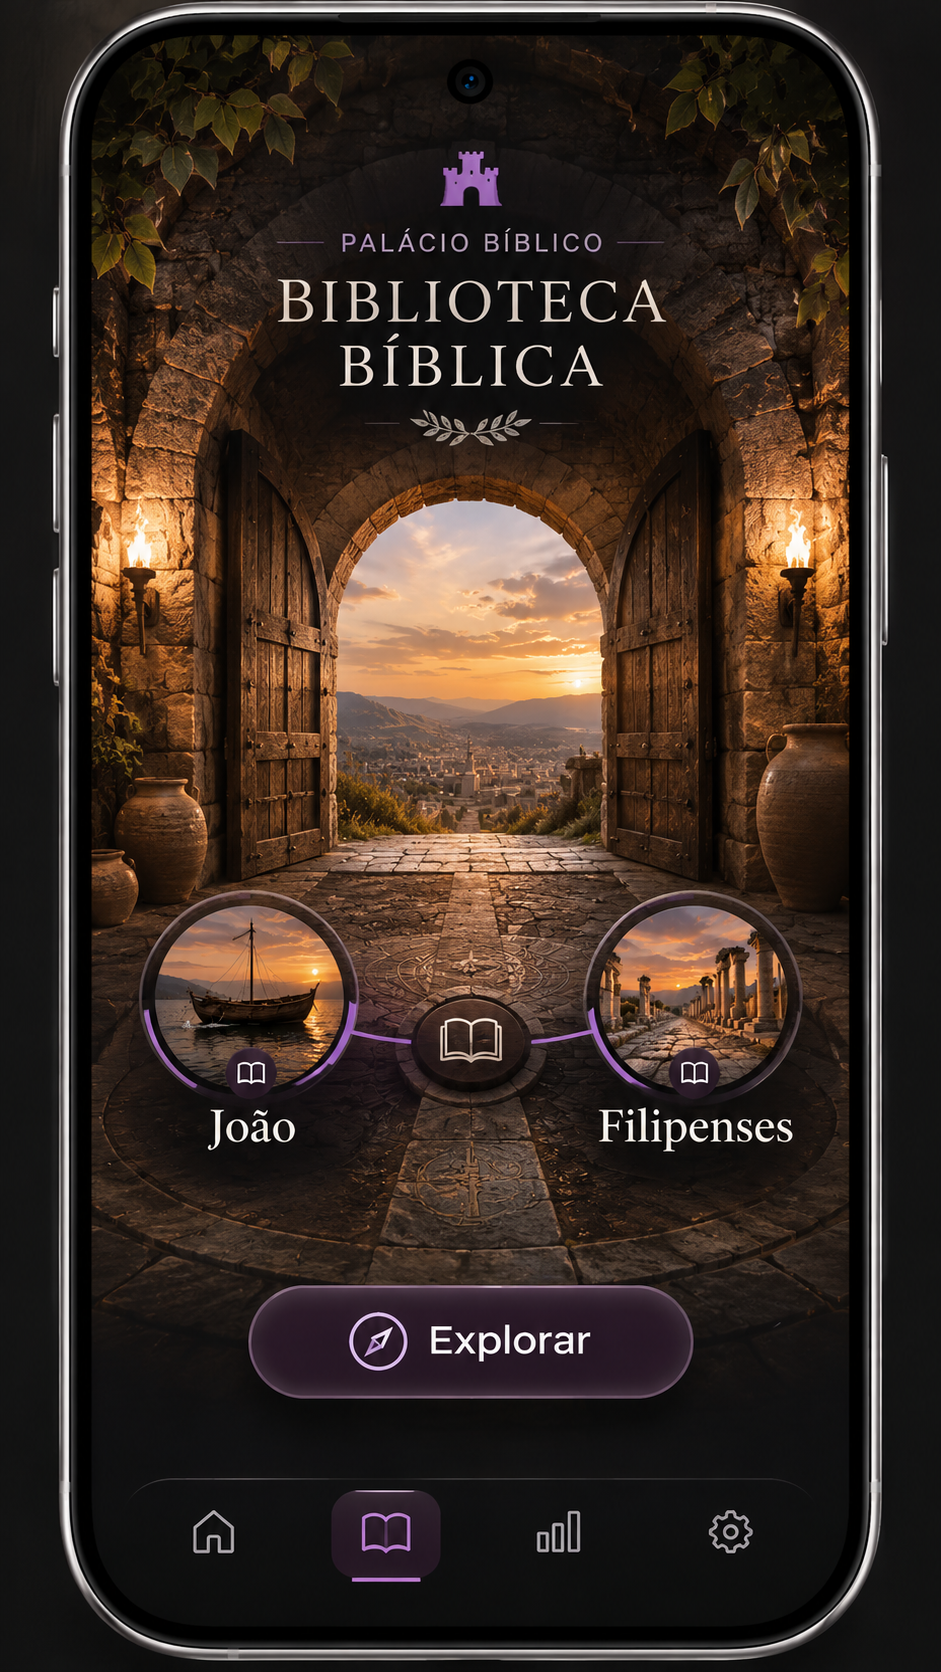 PALÁCIO BÍBLICO
BIBLIOTECA
BÍBLICA
João
Filipenses
Explorar